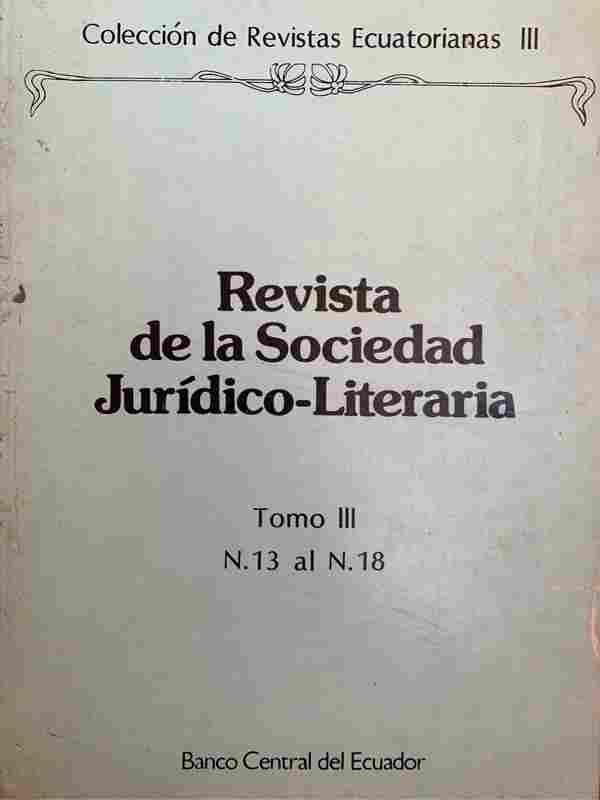 Colección de Revistas Ecuatorianas III
Revista
de la Sociedad
Jurídico-Literaria
Tomo III
N.13 al N.18
Banco Central del Ecuador